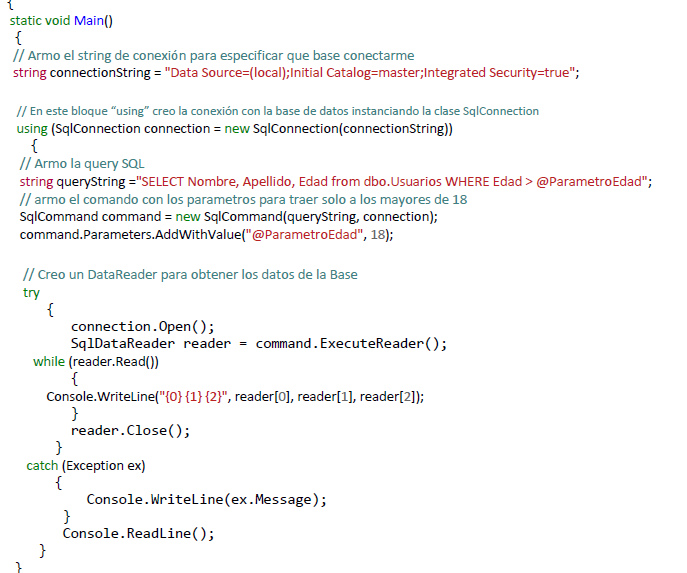 {
static void Main()
{
// Armo el string de conexión para especificar que base conectarme
string connectionString = "Data Source=(local);Initial Catalog=master;Integrated Security=true";
// En este bloque “using” creo la conexión con la base de datos instanciando la clase SqlConnection
using (SqlConnection connection = new SqlConnection(connectionString))
{
// Armo la query SQL
string queryString ="SELECT Nombre, Apellido, Edad from dbo.Usuarios WHERE Edad > @ParametroEdad";
// armo el comando con los parametros para traer solo a los mayores de 18
SqlCommand command = new SqlCommand(queryString, connection);
command.Parameters.AddWithValue("@ParametroEdad", 18);
// Creo un DataReader para obtener los datos de la Base
try
{
connection.Open();
SqlDataReader reader = command.ExecuteReader();
while (reader.Read())
{
Console.WriteLine("{0} {1} {2}", reader[0], reader[1], reader[2]);
}
reader.Close();
}
catch (Exception ex)
{
Console.WriteLine(ex.Message);
}
Console.ReadLine();
}
}